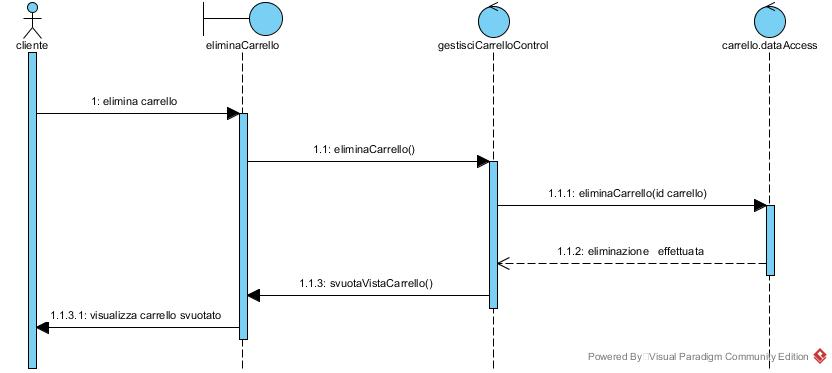 cliente
eliminaCarrello
gestisciCarrelloControl
carrello.dataAccess
1: elimina carrello
1.1: eliminaCarrello()
1.1.1: eliminaCarrello(id carrello)
1.1.2: eliminazione effettuata
1.1.3: svuotaVistaCarrello()
1.1.3.1: visualizza carrello svuotato
Powered By Visual Paradigm Community Edition